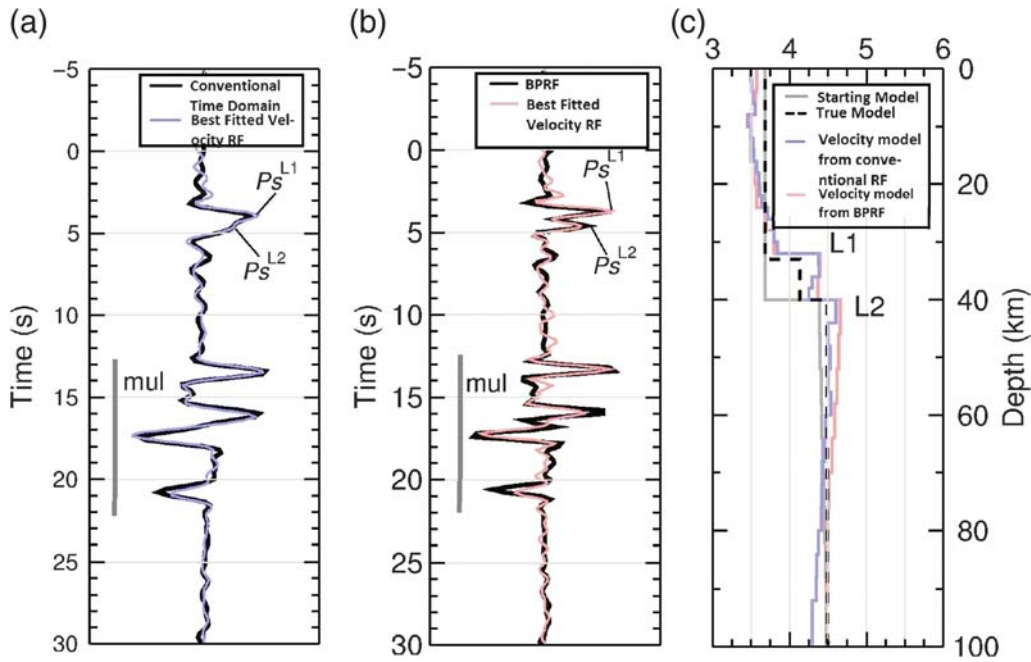 (a)
−5
0
5
10
15
20
25
30
Time (s)
Conventional
Time Domain
Best Fitted Vel-
ocity RF
Ps^L1
Ps^L2
mul
(b)
−5
0
5
10
15
20
25
30
Time (s)
BPRF
Best Fitted
Velocity RF
Ps^L1
Ps^L2
mul
(c)
3 4 5 6
Starting Model
True Model
Velocity model
from conve-
ntional RF
Velocity model
from BPRF
L1
L2
0
20
40
60
80
100
Depth (km)